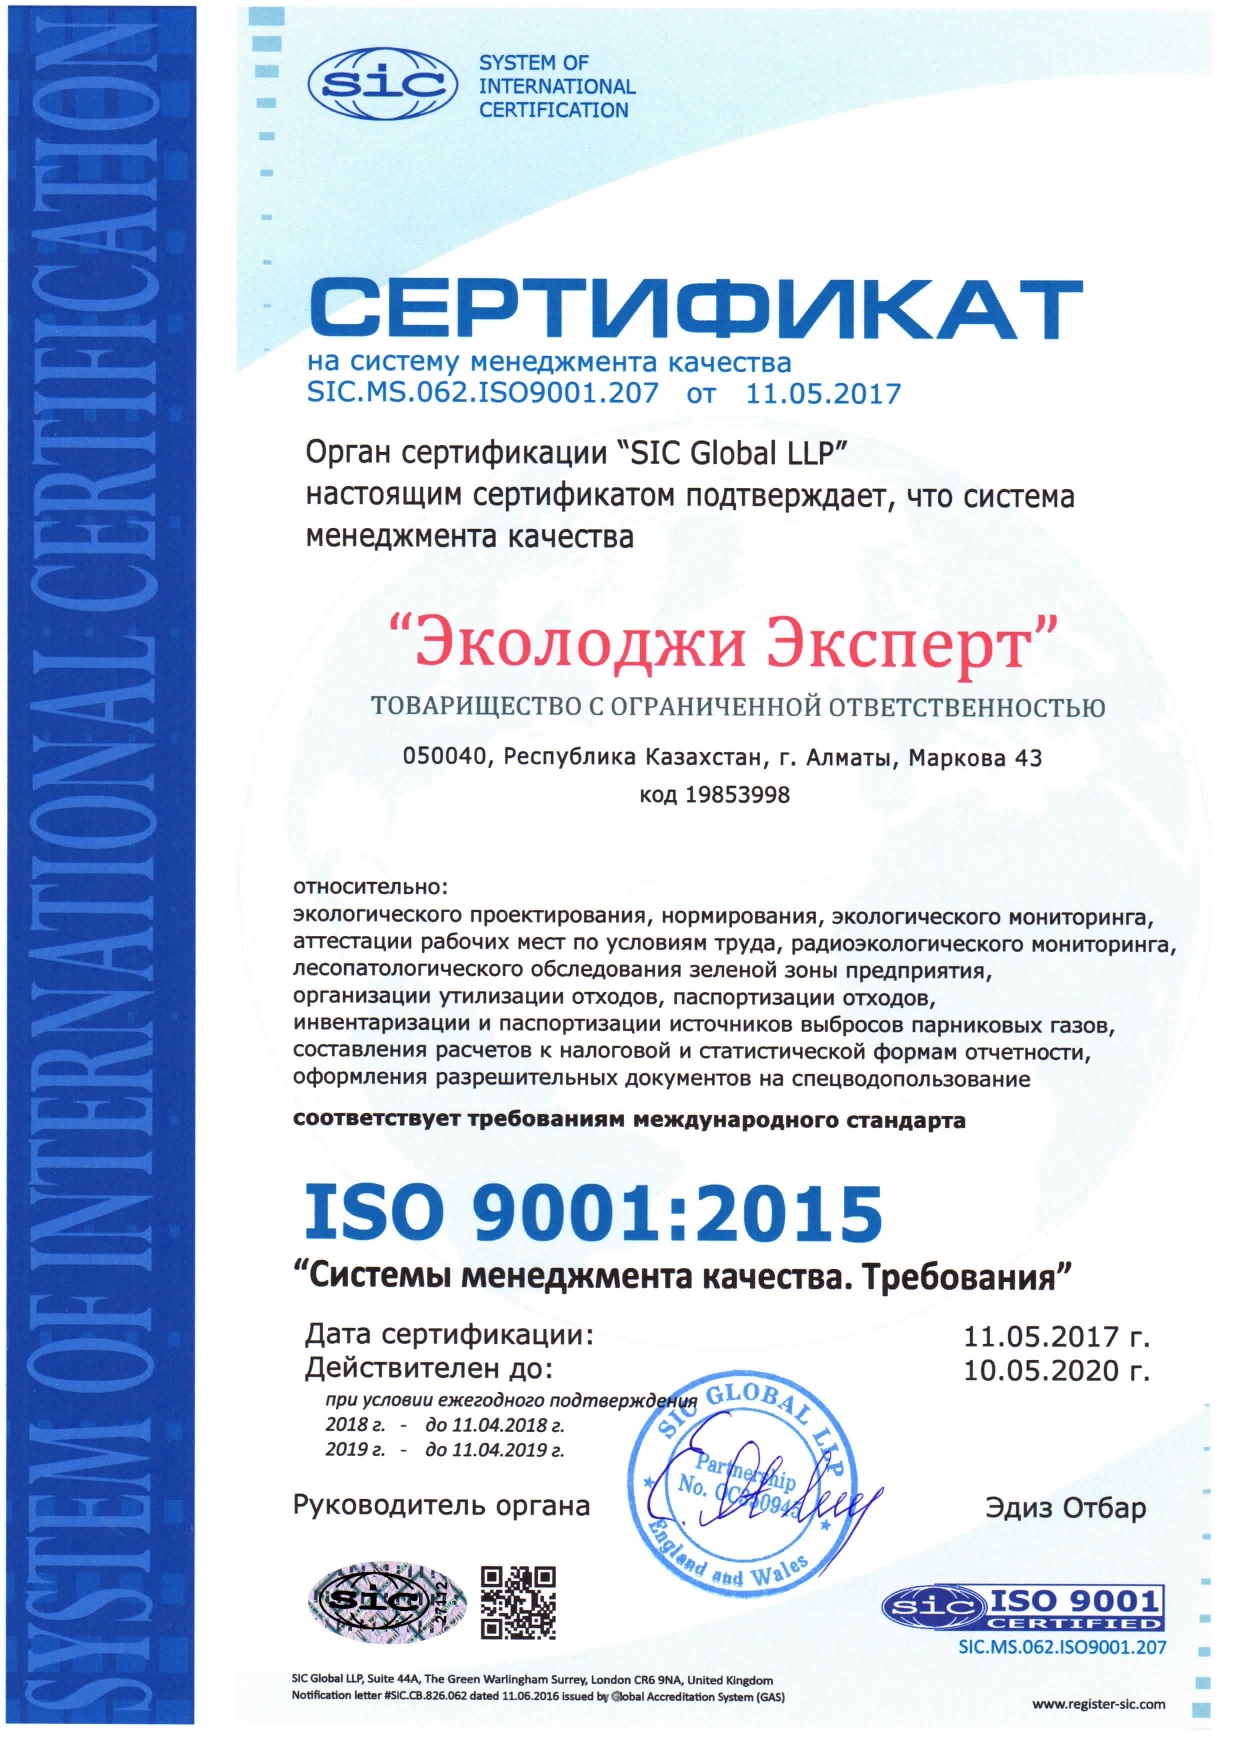 SYSTEM OF INTERNATIONAL CERTIFICATION
sic
SYSTEM OF
INTERNATIONAL
CERTIFICATION
СЕРТИФИКАТ
на систему менеджмента качества
SIC.MS.062.ISO9001.207 от 11.05.2017
Орган сертификации “SIC Global LLP”
настоящим сертификатом подтверждает, что система
менеджмента качества
“Эколоджи Эксперт”
ТОВАРИЩЕСТВО С ОГРАНИЧЕННОЙ ОТВЕТСТВЕННОСТЬЮ
050040, Республика Казахстан, г. Алматы, Маркова 43
код 19853998
относительно:
экологического проектирования, нормирования, экологического мониторинга,
аттестации рабочих мест по условиям труда, радиоэкологического мониторинга,
лесопатологического обследования зеленой зоны предприятия,
организации утилизации отходов, паспортизации отходов,
инвентаризации и паспортизации источников выбросов парниковых газов,
составления расчетов к налоговой и статистической формам отчетности,
оформления разрешительных документов на спецводопользование
соответствует требованиям международного стандарта
ISO 9001:2015
“Системы менеджмента качества. Требования”
Дата сертификации: 11.05.2017 г.
Действителен до: 10.05.2020 г.
при условии ежегодного подтверждения
2018 г. - до 11.04.2018 г.
2019 г. - до 11.04.2019 г.
SIC GLOBAL LLP
Partnership
No. OC350945
England and Wales
Руководитель органа Эдиз Отбар
sic 27112
sic ISO 9001
CERTIFIED
SIC.MS.062.ISO9001.207
SIC Global LLP, Suite 44A, The Green Warlingham Surrey, London CR6 9NA, United Kingdom
Notification letter #SIC.CB.826.062 dated 11.06.2016 issued by Global Accreditation System (GAS)
www.register-sic.com